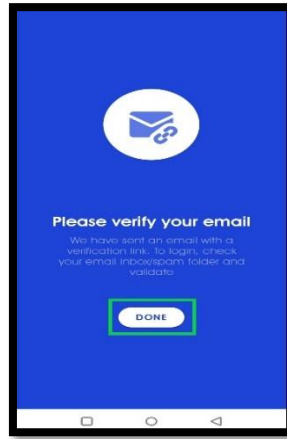 Please verify your email
We have sent an email with a
verification link. To login, check
your email inbox/spam folder and
validate
DONE